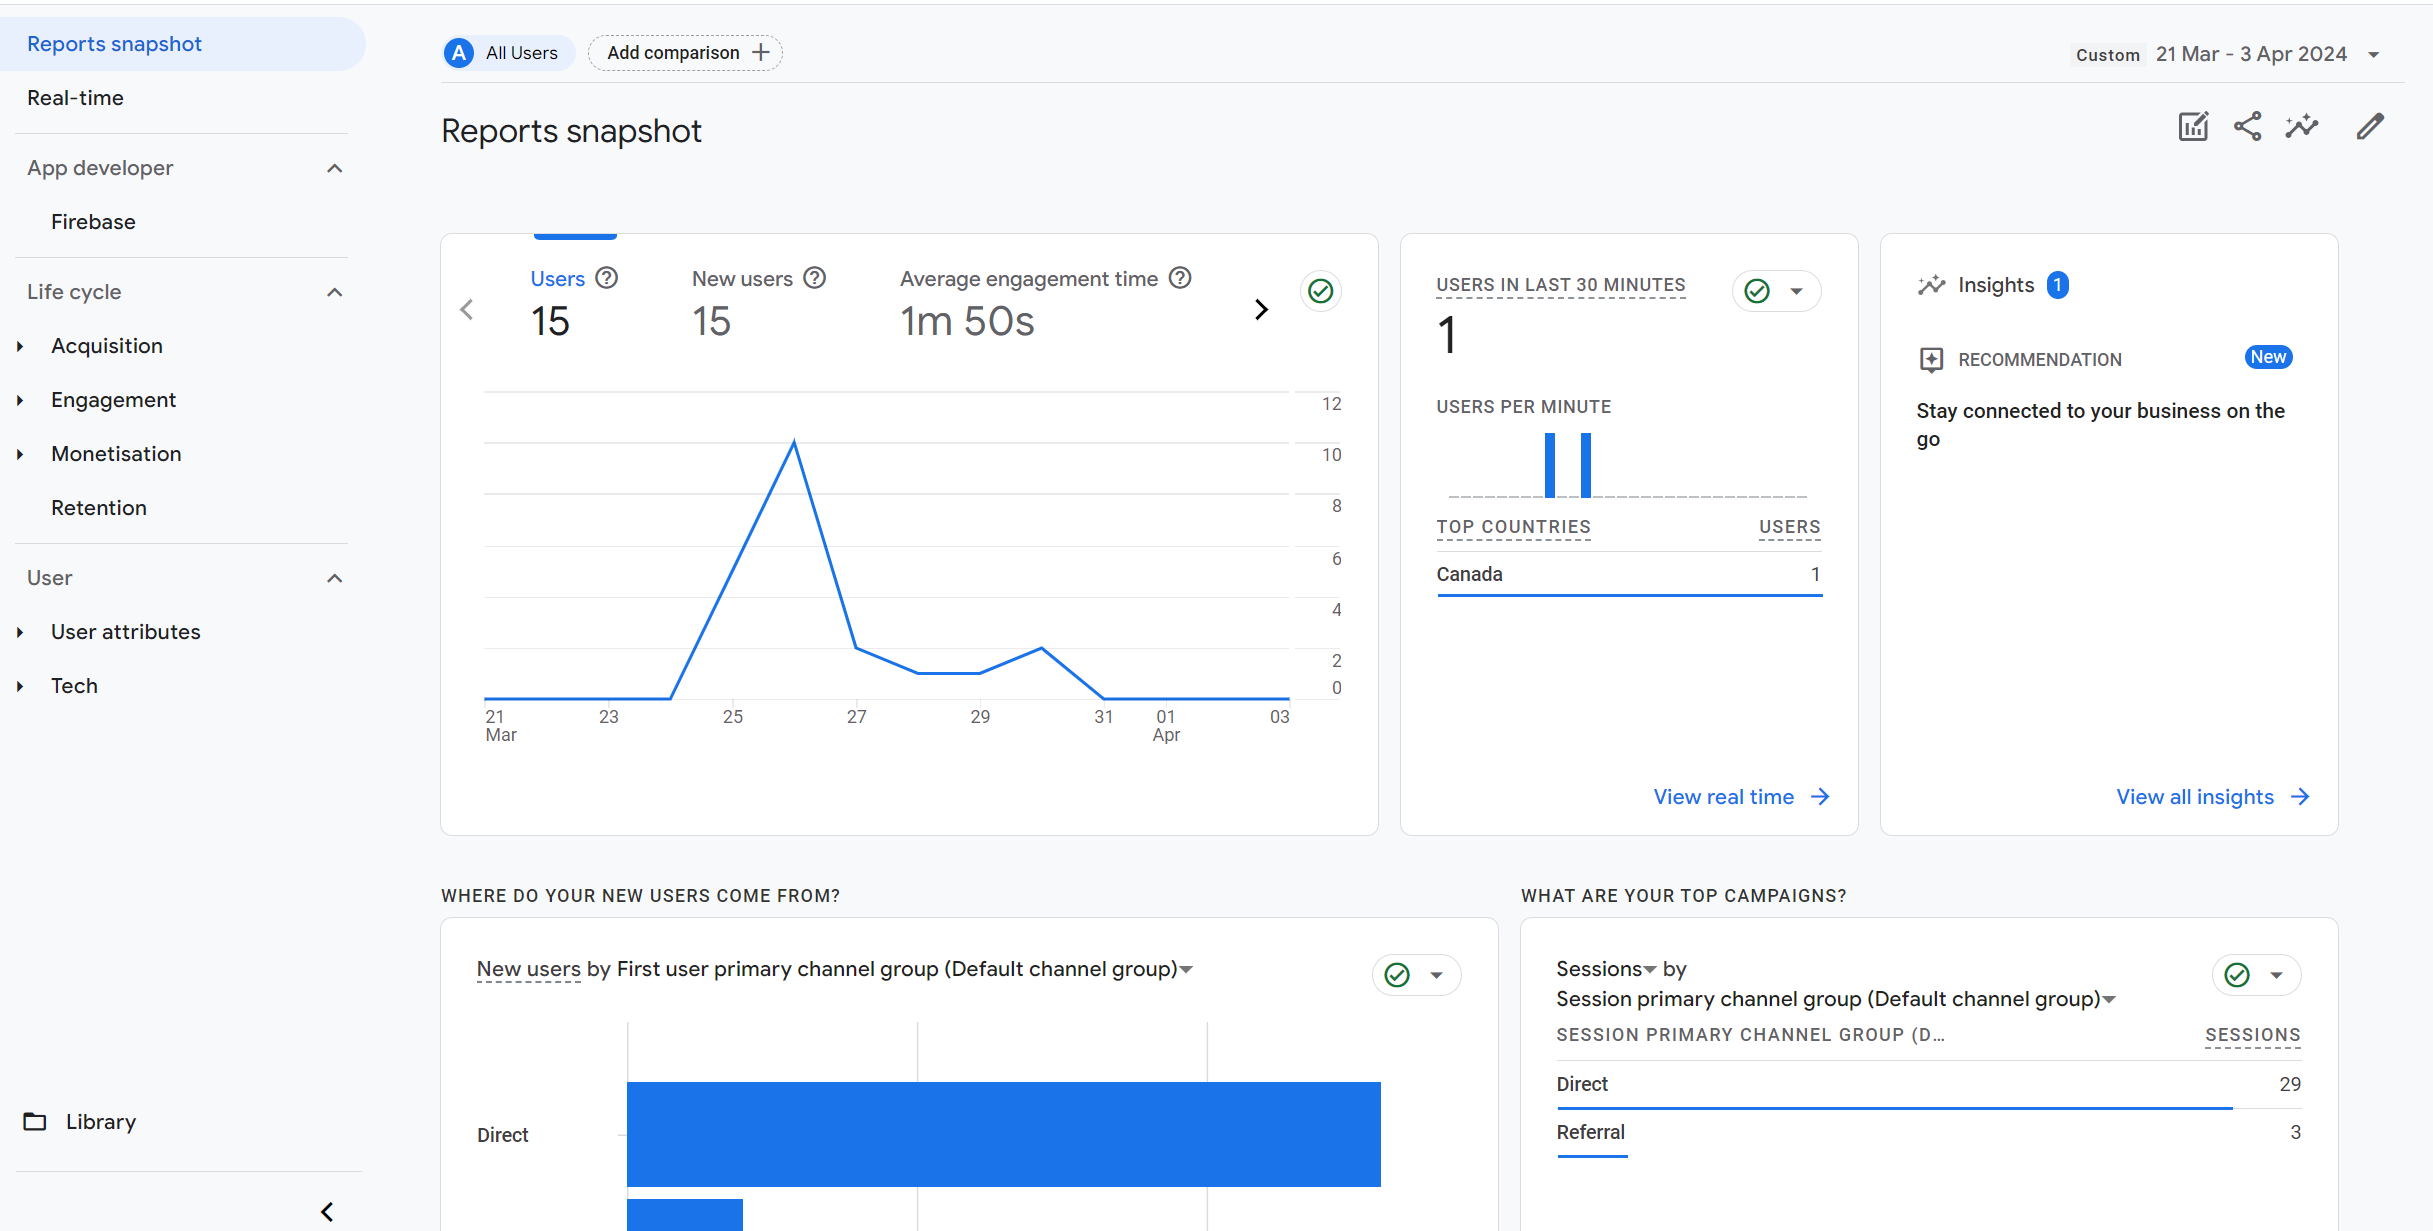 Reports snapshot
Real-time
App developer
Firebase
Life cycle
Acquisition
Engagement
Monetisation
Retention
User
User attributes
Tech
Library
A All Users
Add comparison
Custom 21 Mar - 3 Apr 2024
Reports snapshot
Users
15
New users
15
Average engagement time
1m 50s
12
10
8
6
4
2
0
21 23 25 27 29 31 01 03
Mar Apr
USERS IN LAST 30 MINUTES
1
USERS PER MINUTE
TOP COUNTRIES USERS
Canada 1
View real time
Insights 1
RECOMMENDATION New
Stay connected to your business on the
go
View all insights
WHERE DO YOUR NEW USERS COME FROM?
New users by First user primary channel group (Default channel group)
Direct
WHAT ARE YOUR TOP CAMPAIGNS?
Sessions by
Session primary channel group (Default channel group)
SESSION PRIMARY CHANNEL GROUP (D… SESSIONS
Direct 29
Referral 3